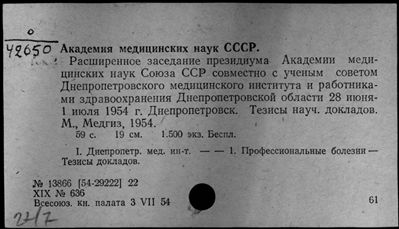 о
42650
Академия медицинских наук СССР.
Расширенное заседание президиума Академии меди-
цинских наук Союза ССР совместно с ученым советом
Днепропетровского медицинского института и работника-
ми здравоохранения Днепропетровской области 28 июня-
1 июля 1954 г. Днепропетровск. Тезисы науч. докладов.
М., Медгиз, 1954.
59 с. 19 см. 1.500 экз. Беспл.
I. Днепропетр. мед. ин-т. — — 1. Профессиональные болезни —
Тезисы докладов.
№ 13866 [54-29222] 22
XIX № 636
Всесоюз. кн. палата 3 VII 54 61